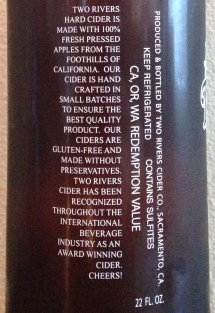 TWO RIVERS
HARD CIDER IS
MADE WITH 100%
FRESH PRESSED
APPLES FROM THE
FOOTHILLS OF
CALIFORNIA. OUR
CIDER IS HAND
CRAFTED IN
SMALL BATCHES
TO ENSURE THE
BEST QUALITY
PRODUCT. OUR
CIDERS ARE
GLUTEN-FREE AND
MADE WITHOUT
PRESERVATIVES.
TWO RIVERS
CIDER HAS BEEN
RECOGNIZED
THROUGHOUT THE
INTERNATIONAL
BEVERAGE
INDUSTRY AS AN
AWARD WINNING
CIDER.
CHEERS!
PRODUCED & BOTTLED BY TWO RIVERS CIDER CO., SACRAMENTO, CA.
KEEP REFRIGERATED CONTAINS SULFITES
CA, OR, WA REDEMPTION VALUE
22 FL. OZ.